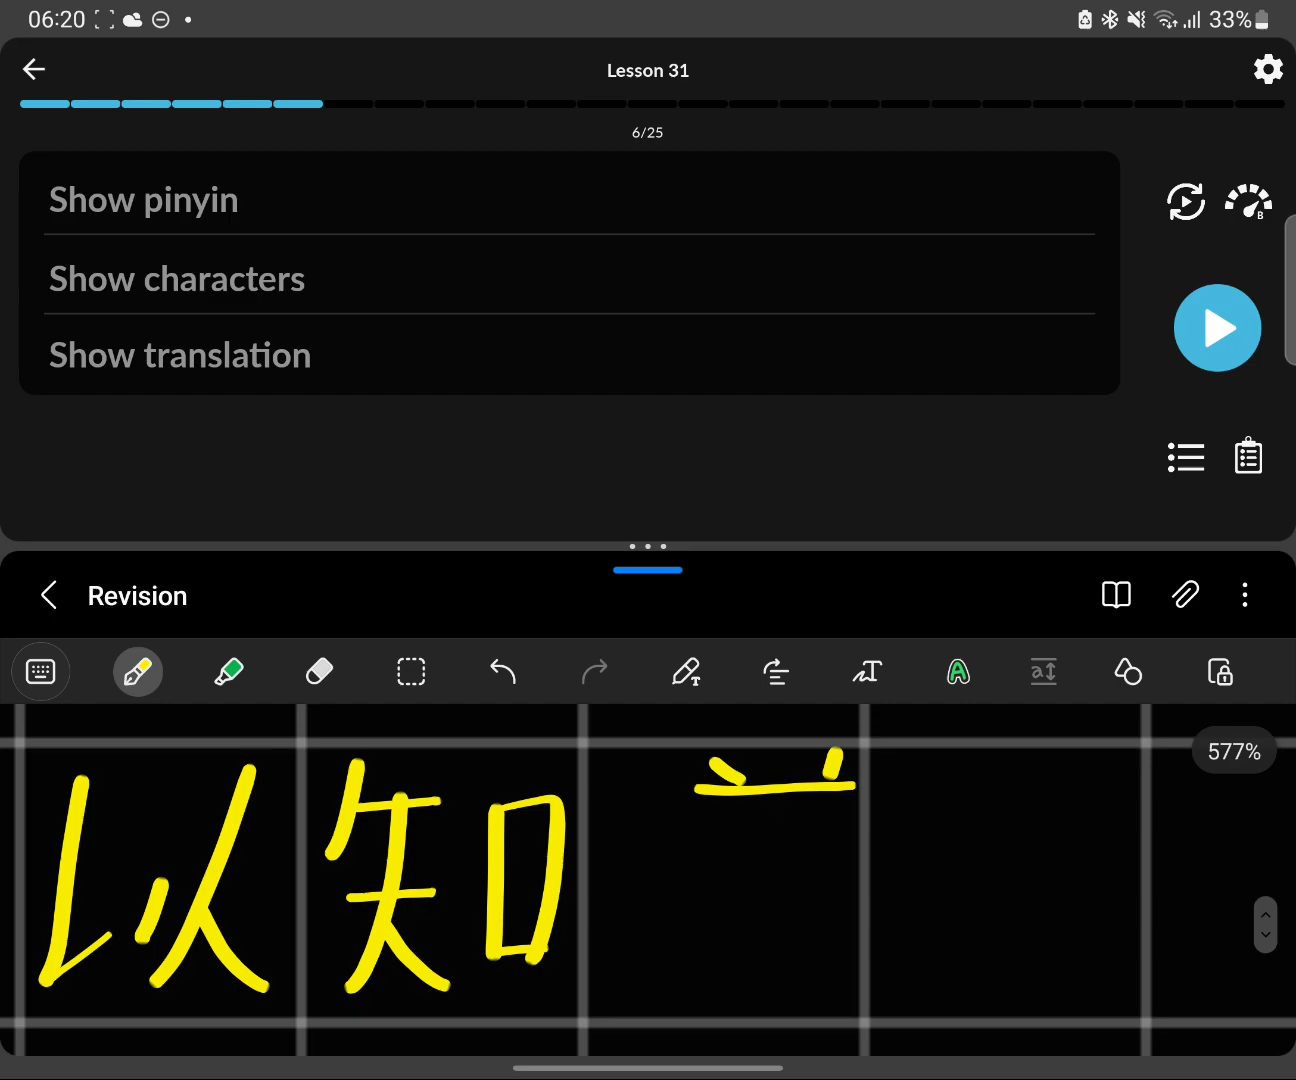 06:20 33%
Lesson 31
6/25
Show pinyin
Show characters
Show translation
B
Revision
T T A a
577%
以知